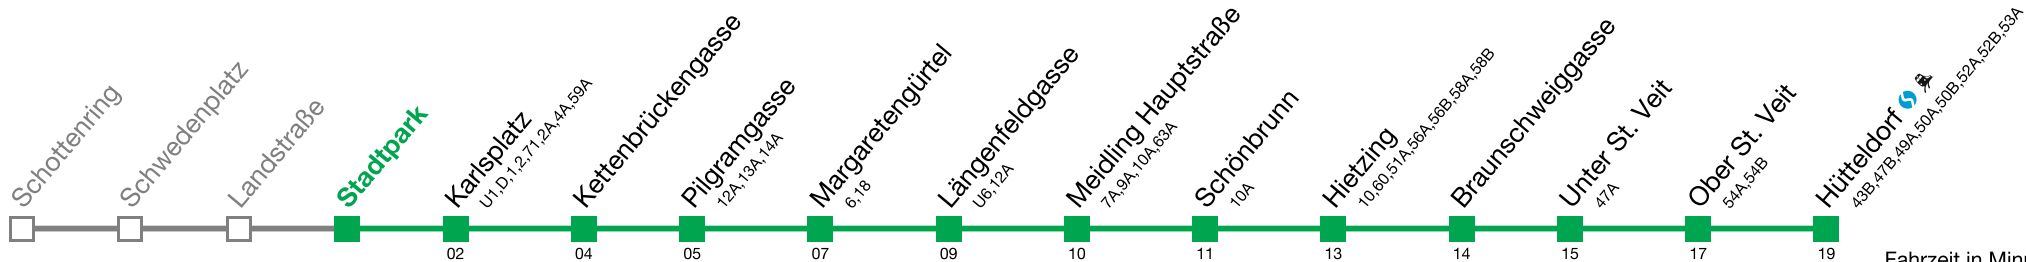 Schottenring
Schwedenplatz
Landstraße
Stadtpark
Karlsplatz
U1,D,1,2,71,2A,4A,59A
Kettenbrückengasse
Pilgramgasse
12A,13A,14A
Margaretengürtel
6,18
Längenfeldgasse
U6,12A
Meidling Hauptstraße
7A,9A,10A,63A
Schönbrunn
10A
Hietzing
10,60,51A,56A,56B,58A,58B
Braunschweiggasse
Unter St. Veit
47A
Ober St. Veit
54A,54B
Hütteldorf
43B,47B,49A,50A,50B,52A,52B,53A
02 04 05 07 09 10 11 13 14 15 17 19
Fahrzeit in